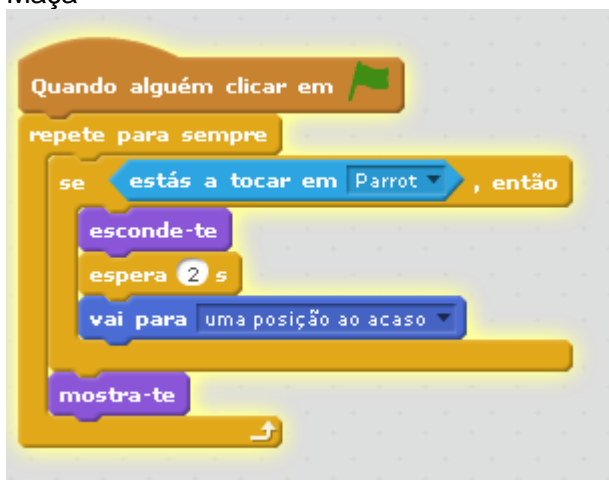 Maçã
Quando alguém clicar em
repete para sempre
se estás a tocar em Parrot , então
esconde-te
espera 2 s
vai para uma posição ao acaso
mostra-te